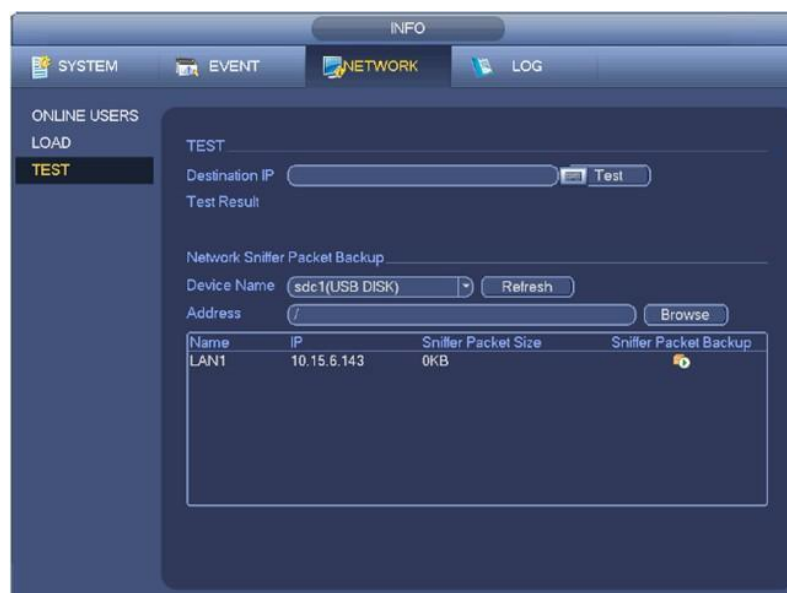 INFO
SYSTEM EVENT NETWORK LOG
ONLINE USERS
LOAD
TEST
TEST
Destination IP Test
Test Result
Network Sniffer Packet Backup
Device Name sdc1(USB DISK) Refresh
Address / Browse
Name IP Sniffer Packet Size Sniffer Packet Backup
LAN1 10.15.6.143 0KB